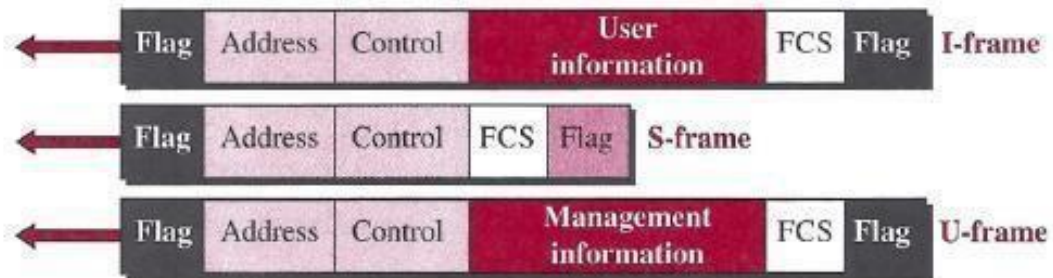 Flag Address Control User information FCS Flag I-frame
Flag Address Control FCS Flag S-frame
Flag Address Control Management information FCS Flag U-frame